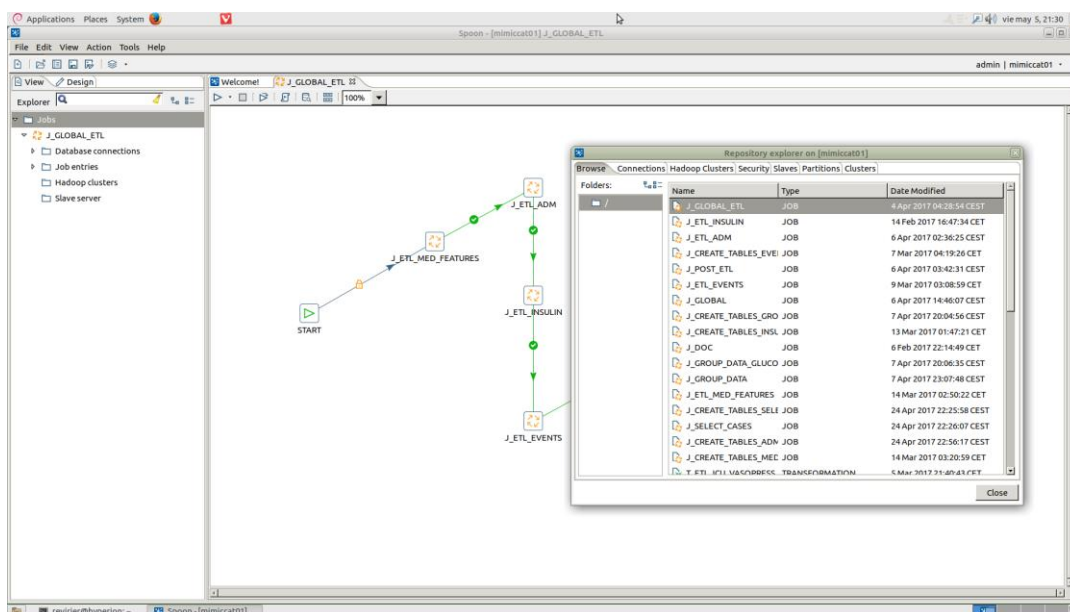 Applications Places System vie may 5, 21:30
Spoon - [mimiccat01] J_GLOBAL_ETL
File Edit View Action Tools Help
admin | mimiccat01
View Design
Welcome! J_GLOBAL_ETL
Explorer
100%
Jobs
J_GLOBAL_ETL
Database connections
Job entries
Hadoop clusters
Slave server
J_ETL_ADM
J_ETL_MED_FEATURES
START
J_ETL_INSULIN
J_ETL_EVENTS
Repository explorer on [mimiccat01]
Browse Connections Hadoop Clusters Security Slaves Partitions Clusters
Folders:
/
Name Type Date Modified
J_GLOBAL_ETL JOB 4 Apr 2017 04:28:54 CEST
J_ETL_INSULIN JOB 14 Feb 2017 16:47:34 CET
J_ETL_ADM JOB 6 Apr 2017 02:36:25 CEST
J_CREATE_TABLES_EVE JOB 7 Mar 2017 04:19:26 CET
J_POST_ETL JOB 6 Apr 2017 03:42:31 CEST
J_ETL_EVENTS JOB 9 Mar 2017 03:08:59 CET
J_GLOBAL JOB 6 Apr 2017 14:46:07 CEST
J_CREATE_TABLES_GRO JOB 7 Apr 2017 20:04:56 CEST
J_CREATE_TABLES_INSL JOB 13 Mar 2017 01:47:21 CET
J_DOC JOB 6 Feb 2017 22:14:49 CET
J_GROUP_DATA_GLUCO JOB 7 Apr 2017 20:06:35 CEST
J_GROUP_DATA JOB 7 Apr 2017 23:07:48 CEST
J_ETL_MED_FEATURES JOB 14 Mar 2017 02:50:22 CET
J_CREATE_TABLES_SELE JOB 24 Apr 2017 22:25:58 CEST
J_SELECT_CASES JOB 24 Apr 2017 22:26:07 CEST
J_CREATE_TABLES_ADM JOB 24 Apr 2017 22:56:17 CEST
J_CREATE_TABLES_MED JOB 14 Mar 2017 03:20:59 CET
T_ETL_ICU_VASOPRESS TRANSFORMATION 5 Mar 2017 21:40:43 CET
Close
Spoon - [mimiccat01]